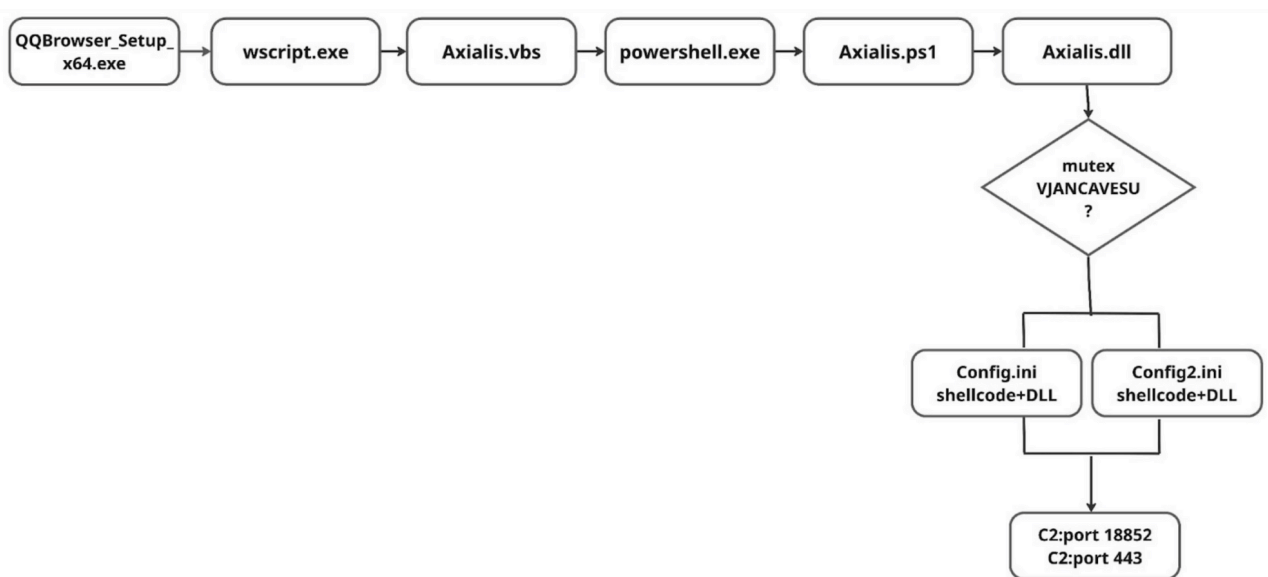 QQBrowser_Setup_
x64.exe
wscript.exe
Axialis.vbs
powershell.exe
Axialis.ps1
Axialis.dll
mutex
VJANCAVESU
?
Config.ini
shellcode+DLL
Config2.ini
shellcode+DLL
C2:port 18852
C2:port 443